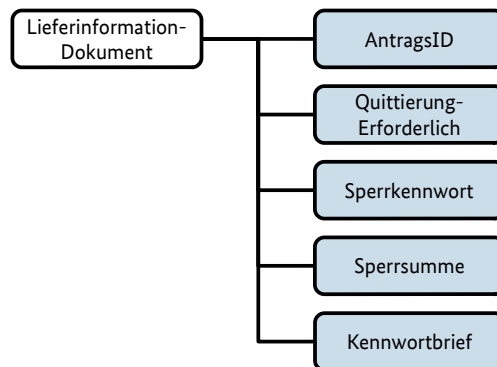 Lieferinformation-
Dokument
AntragsID
Quittierung-
Erforderlich
Sperrkennwort
Sperrsumme
Kennwortbrief